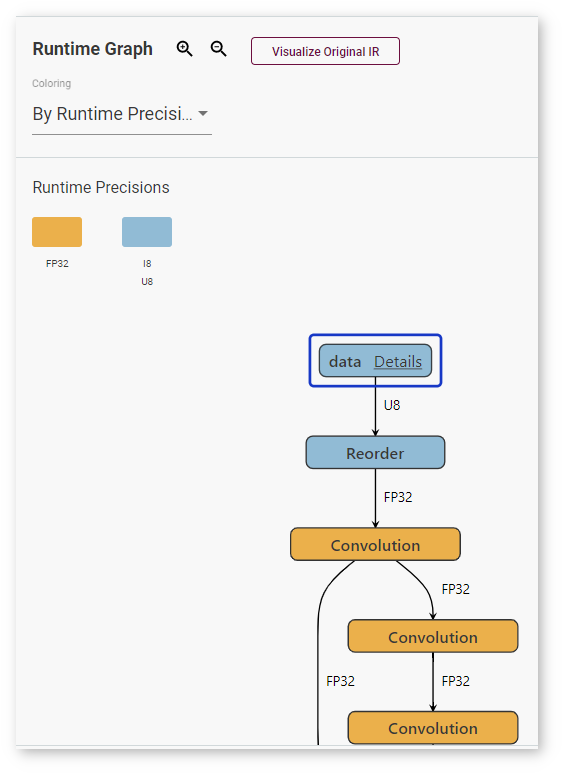 Runtime Graph
Visualize Original IR
Coloring
By Runtime Precisi...
Runtime Precisions
FP32
I8
U8
data Details
U8
Reorder
FP32
Convolution
FP32
Convolution
FP32
FP32
Convolution